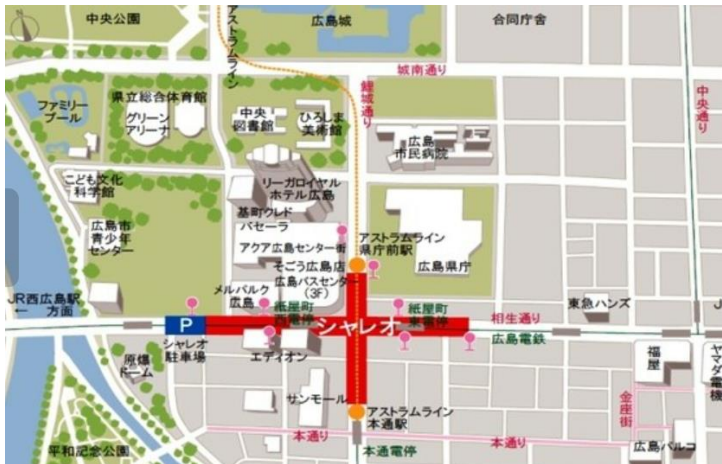 中央公園
アストラムライン
広島城
合同庁舎
城南通り
鯉城通り
中央通り
ファミリー
プール
県立総合体育館
グリーン
アリーナ
中央
図書館
ひろしま
美術館
広島
市民病院
こども文化
科学館
リーガロイヤル
ホテル広島
広島市
青少年
センター
基町クレド
パセーラ
アクア広島センター街
アストラムライン
県庁前駅
そごう広島店
広島バスセンター
(3F)
広島県庁
メルパルク
広島
JR西広島駅
← 方面
紙屋町
西電停
紙屋町
東電停
相生通り
東急ハンズ
J
P
シャレオ
シャレオ
駐車場
エディオン
広島電鉄
原爆
ドーム
福屋
ヤマダ電機
サンモール
アストラムライン
本通駅
金座街
本通り
本通り
平和記念公園
本通電停
広島パルコ